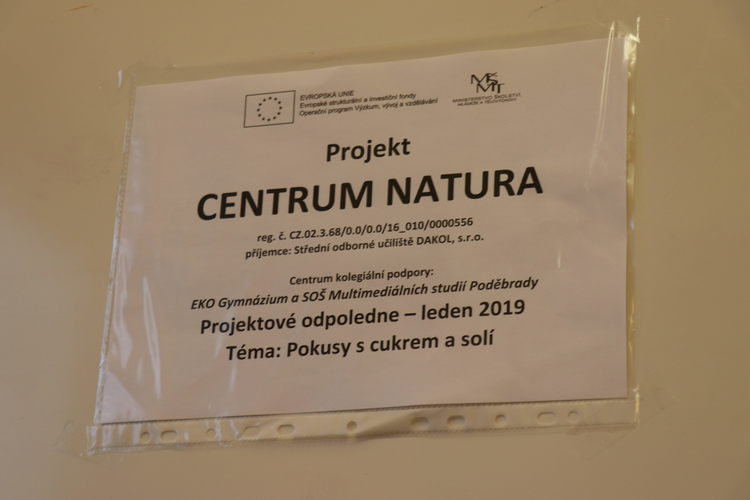 EVROPSKÁ UNIE
Evropské strukturální a investiční fondy
Operační program Výzkum, vývoj a vzdělávání
MŠMT
MINISTERSTVO ŠKOLSTVÍ,
MLÁDEŽE A TĚLOVÝCHOVY
Projekt
CENTRUM NATURA
reg. č. CZ.02.3.68/0.0/0.0/16_010/0000556
příjemce: Střední odborné učiliště DAKOL, s.r.o.
Centrum kolegiální podpory:
EKO Gymnázium a SOŠ Multimediálních studií Poděbrady
Projektové odpoledne – leden 2019
Téma: Pokusy s cukrem a solí